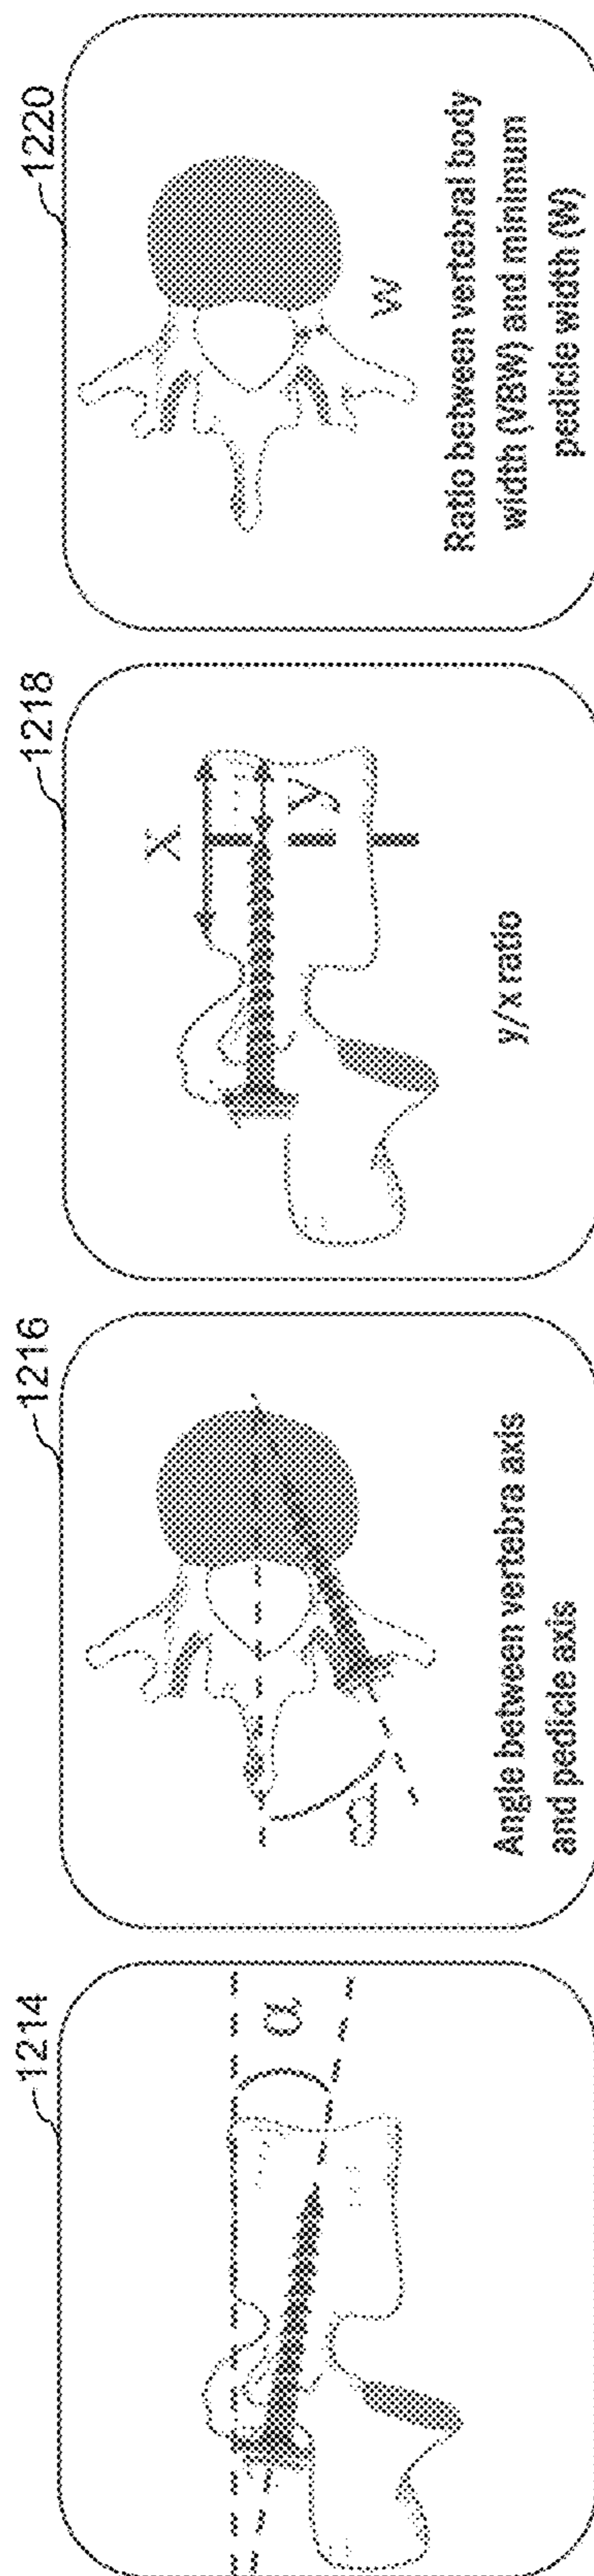 1214
α
1216
d
Angle between vertebra axis
and pedicle axis
1218
x
y
y/x ratio
1220
W
Ratio between vertebral body
width (VBW) and minimum
pedicle width (W)